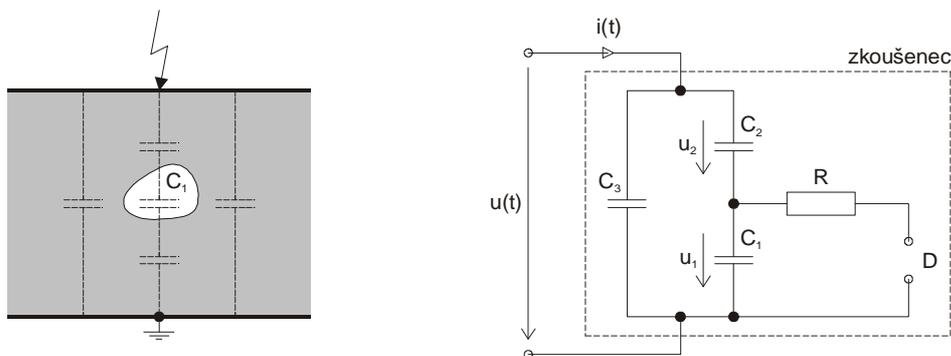 C₁
i(t)
zkoušenec
u(t)
C₃
u₂
C₂
u₁
C₁
R
D